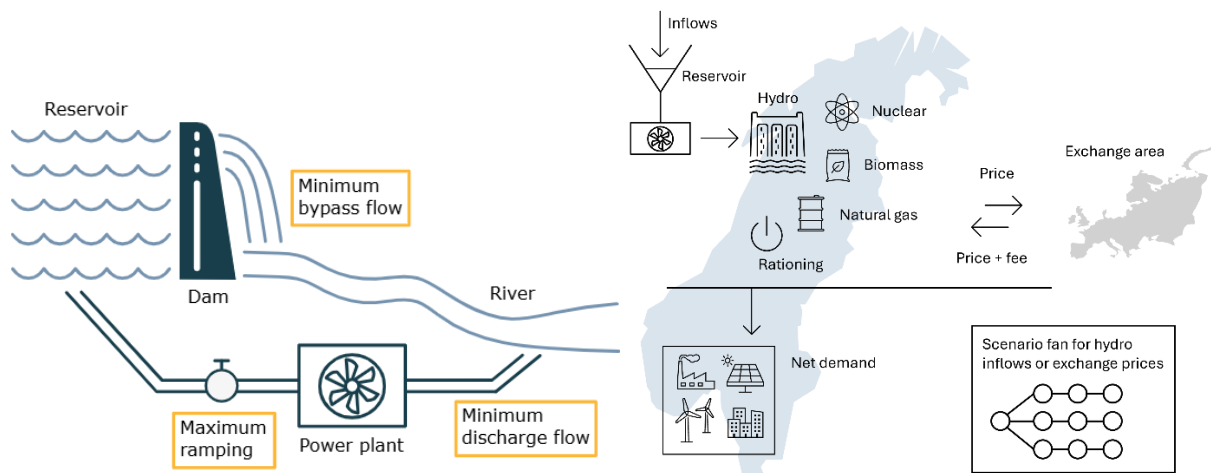 Reservoir
Minimum
bypass flow
Dam
River
Maximum
ramping
Power plant
Minimum
discharge flow
Inflows
Reservoir
Hydro
Nuclear
Biomass
Natural gas
Rationing
Exchange area
Price
Price + fee
Net demand
Scenario fan for hydro
inflows or exchange prices